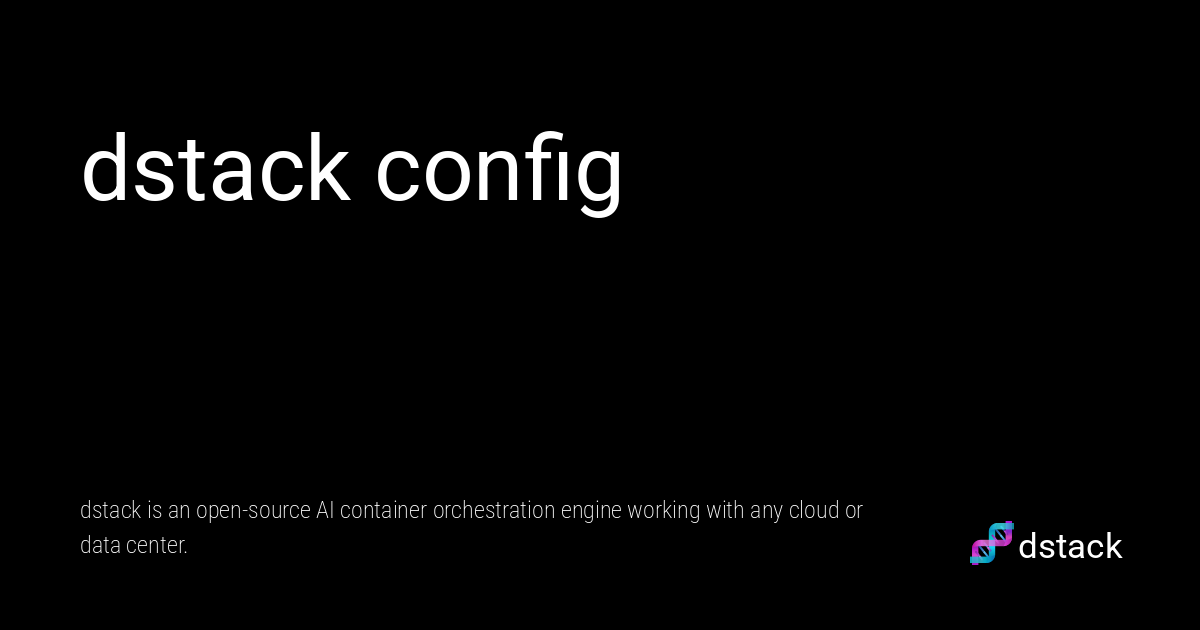 dstack config
dstack is an open-source AI container orchestration engine working with any cloud or
data center.
dstack